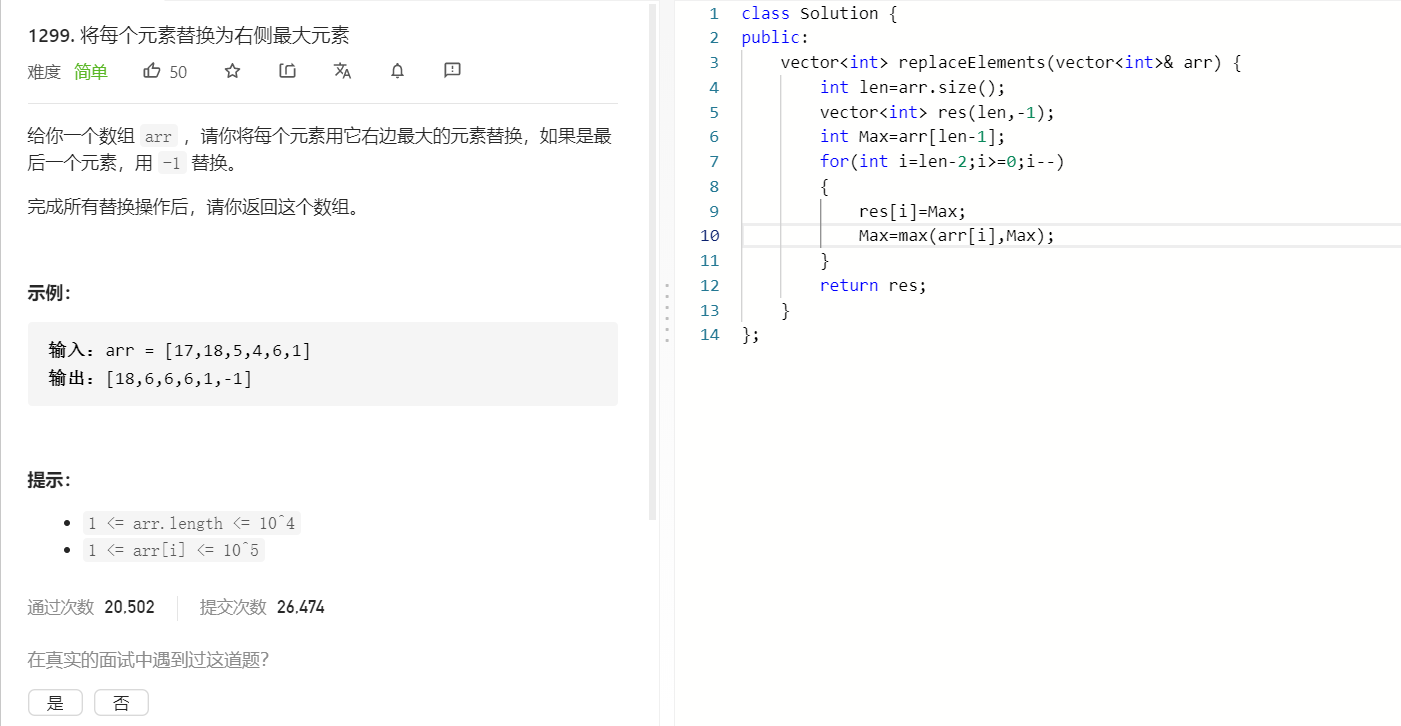 1299. 将每个元素替换为右侧最大元素
难度 简单 50
给你一个数组 arr ，请你将每个元素用它右边最大的元素替换，如果是最
后一个元素，用 -1 替换。
完成所有替换操作后，请你返回这个数组。
示例：
输入：arr = [17,18,5,4,6,1]
输出：[18,6,6,6,1,-1]
提示：
1 <= arr.length <= 10^4
1 <= arr[i] <= 10^5
通过次数 20,502 提交次数 26,474
在真实的面试中遇到过这道题？
是 否
1 class Solution {
2 public:
3     vector<int> replaceElements(vector<int>& arr) {
4         int len=arr.size();
5         vector<int> res(len,-1);
6         int Max=arr[len-1];
7         for(int i=len-2;i>=0;i--)
8         {
9             res[i]=Max;
10             Max=max(arr[i],Max);
11         }
12         return res;
13     }
14 };